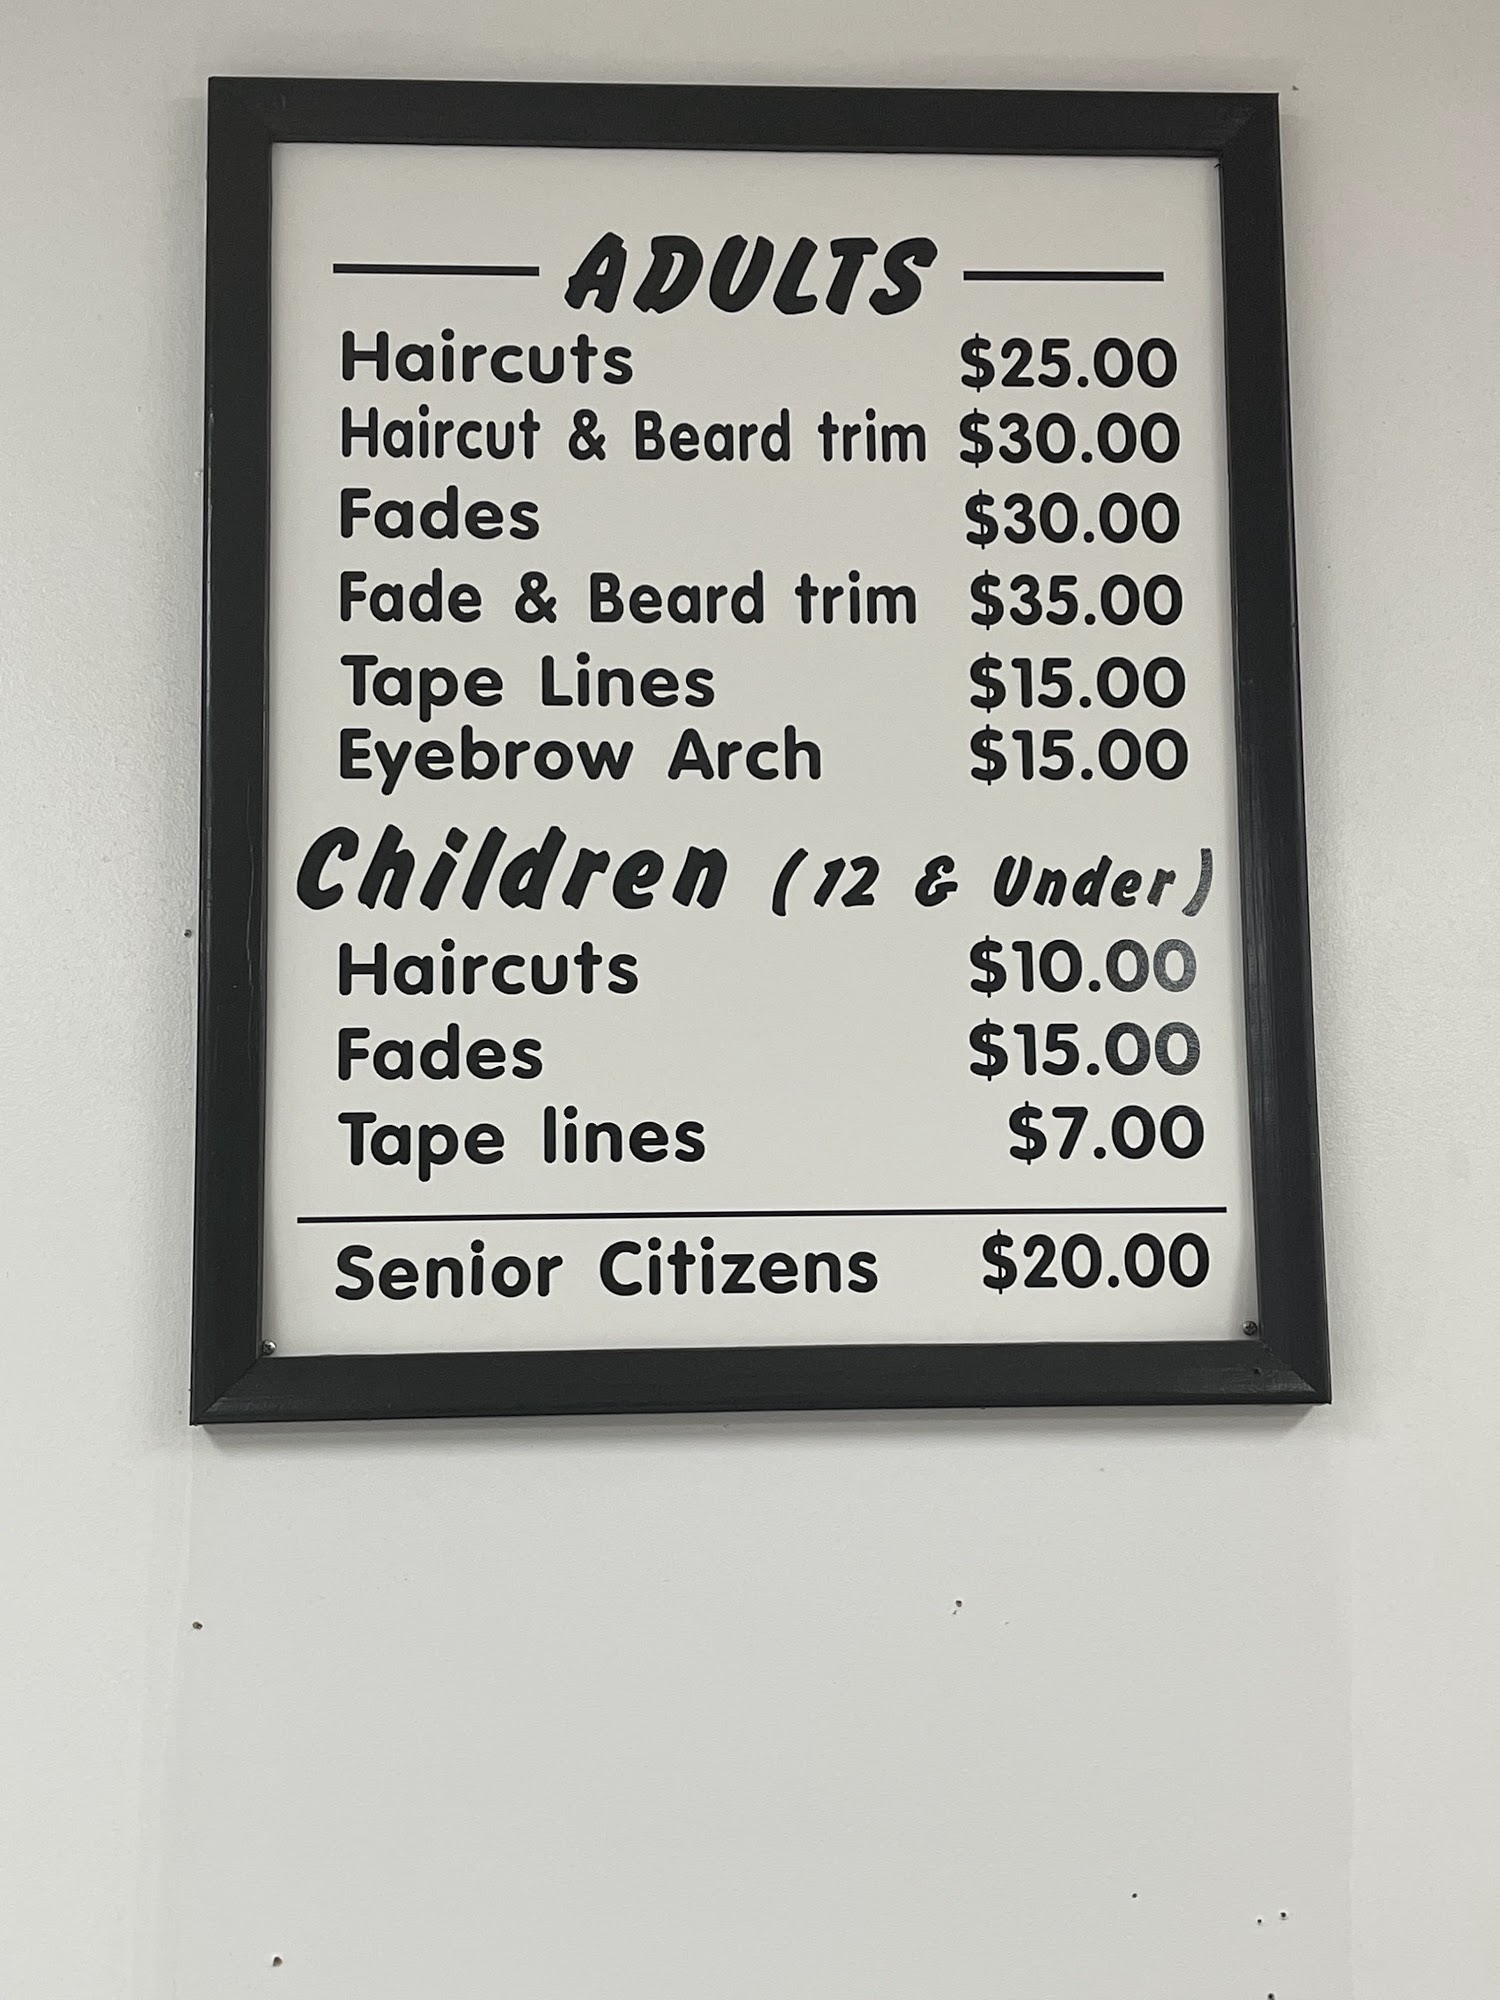 ADULTS
Haircuts $25.00
Haircut & Beard trim $30.00
Fades $30.00
Fade & Beard trim $35.00
Tape Lines $15.00
Eyebrow Arch $15.00
Children (12 & Under)
Haircuts $10.00
Fades $15.00
Tape lines $7.00
Senior Citizens $20.00